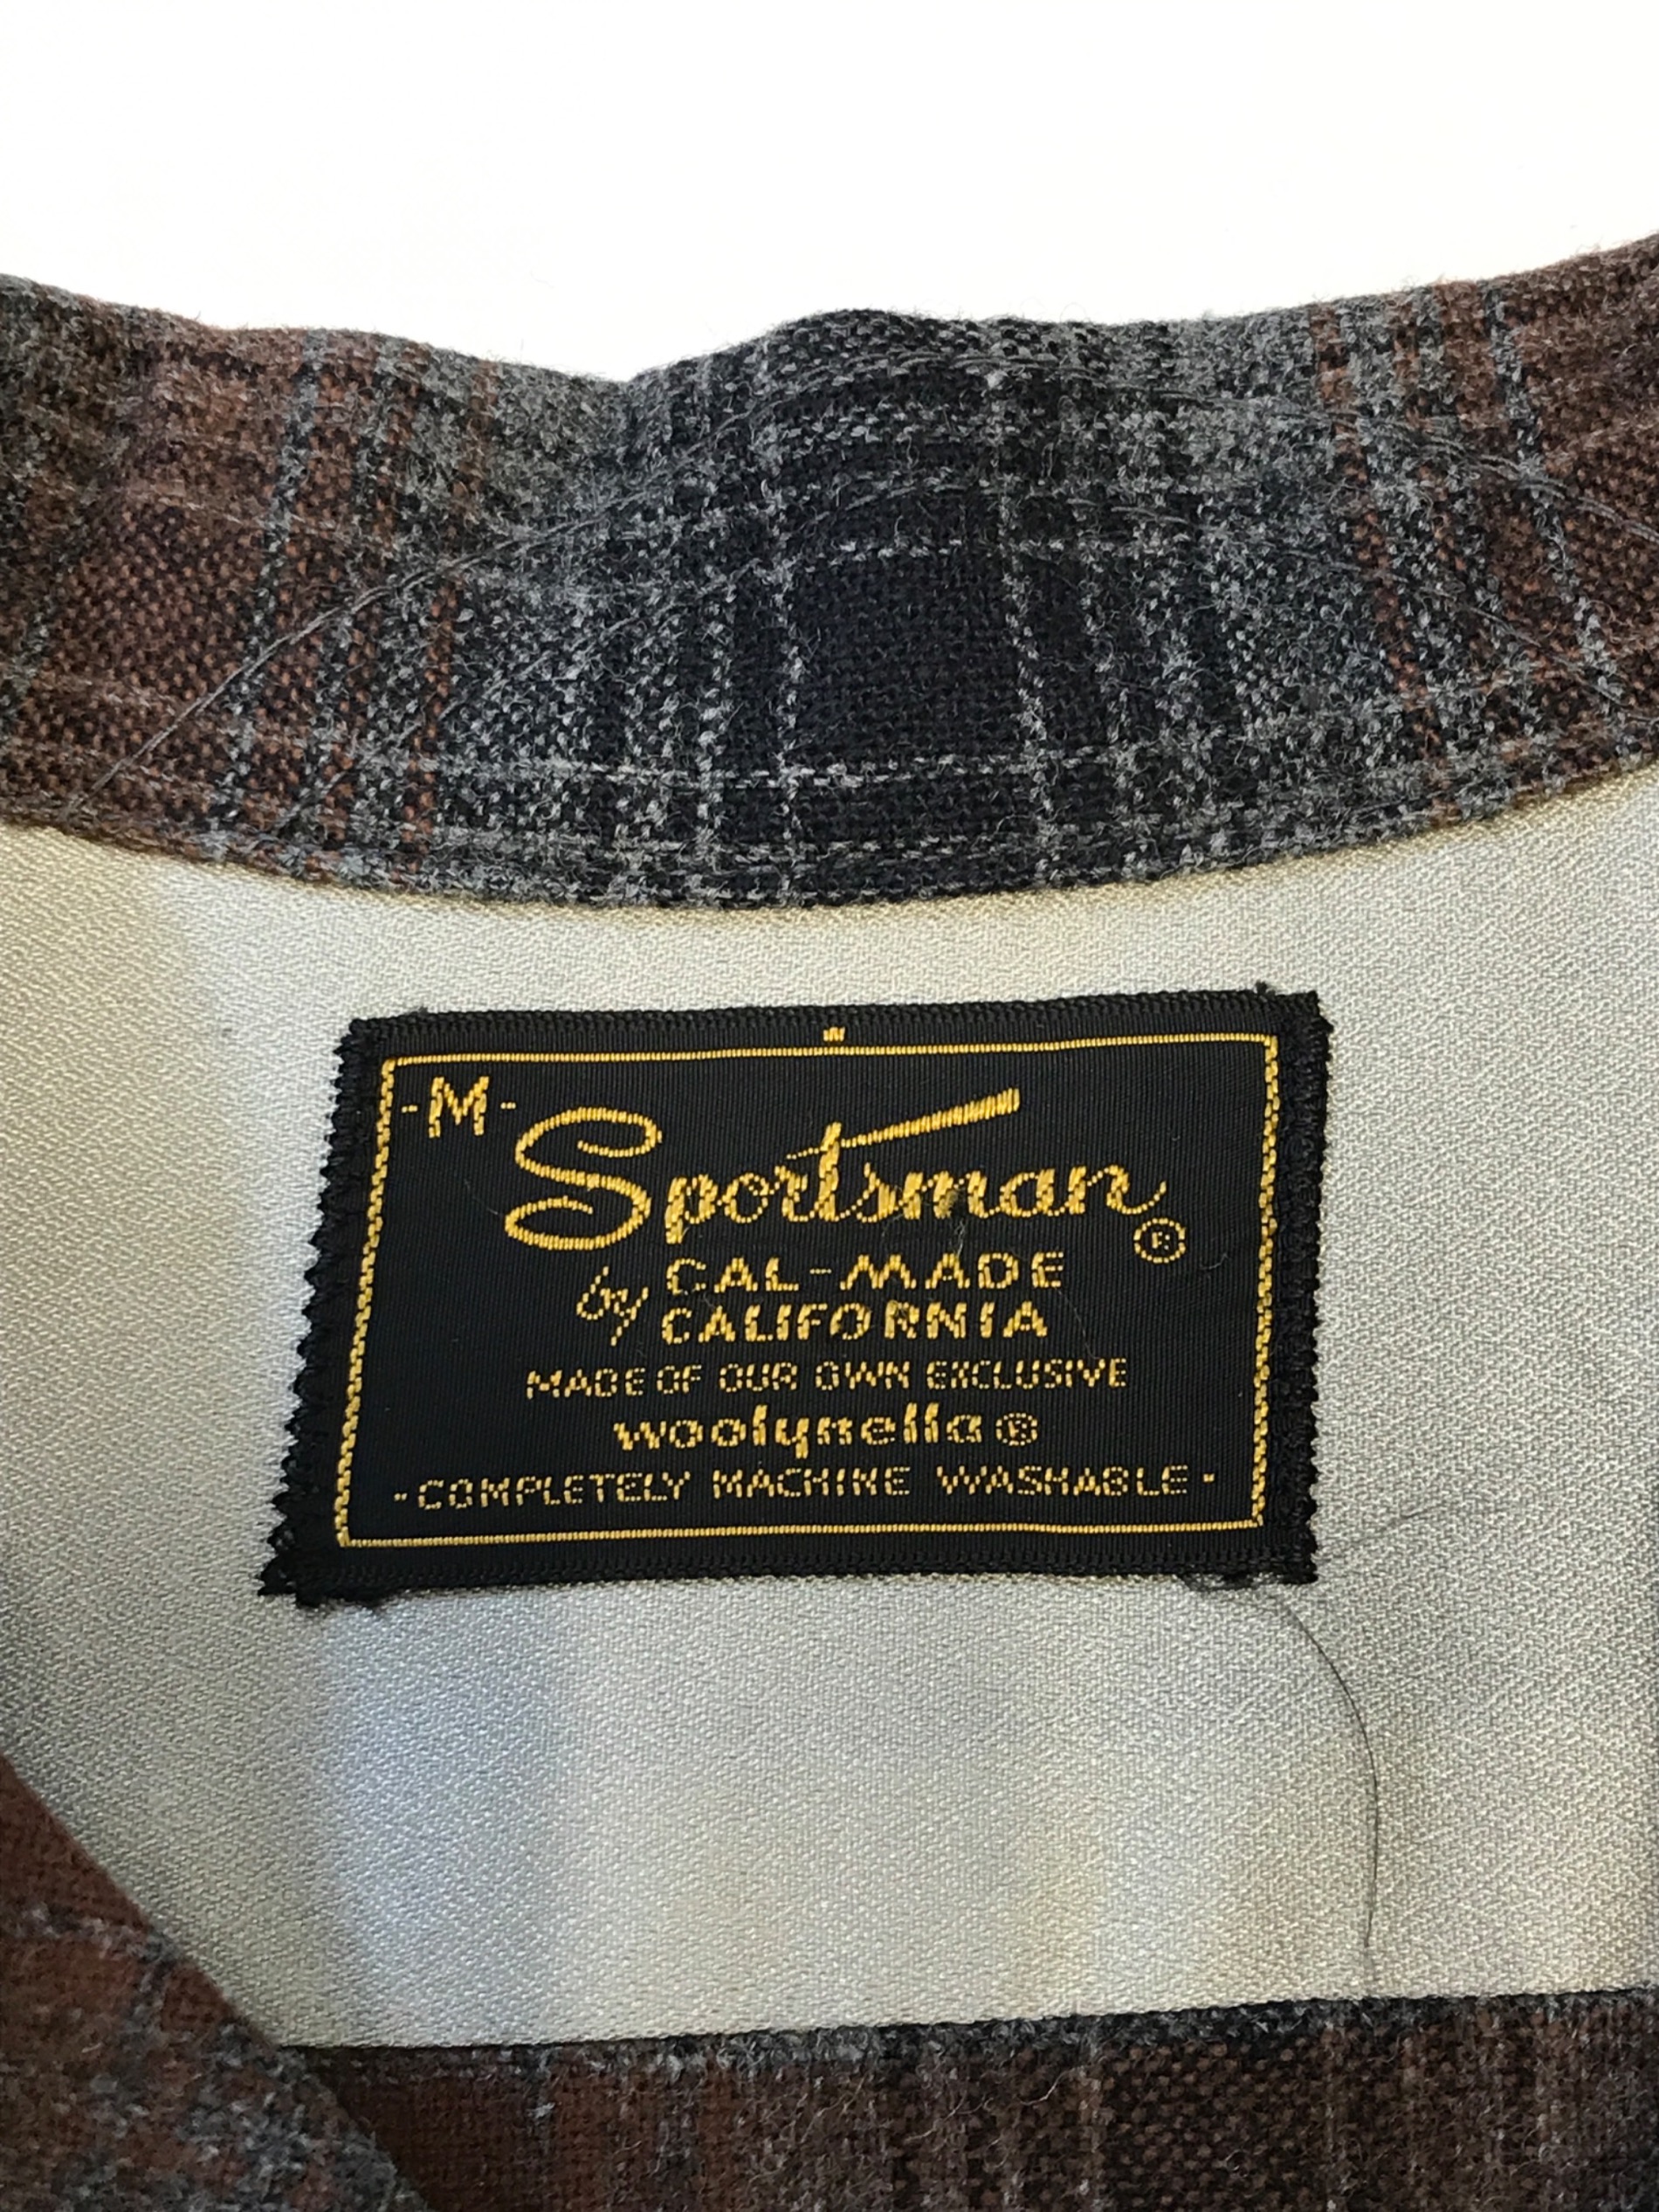 -M-
Sportsman®
by CAL-MADE
CALIFORNIA
MADE OF OUR OWN EXCLUSIVE
woolynella®
-COMPLETELY MACHINE WASHABLE-